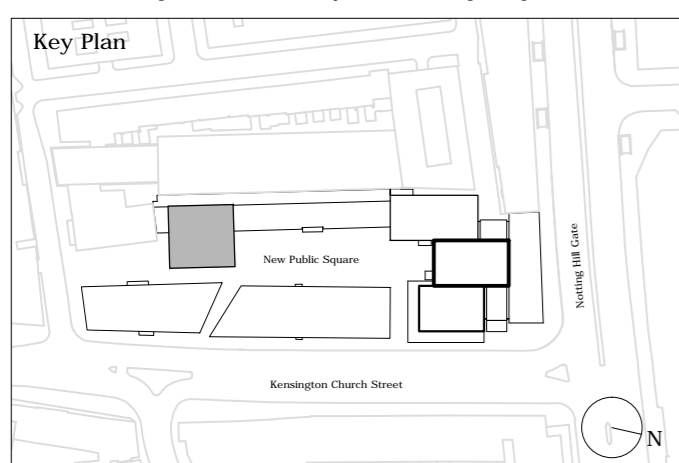 Key Plan
New Public Square
Notting Hill Gate
Kensington Church Street
N